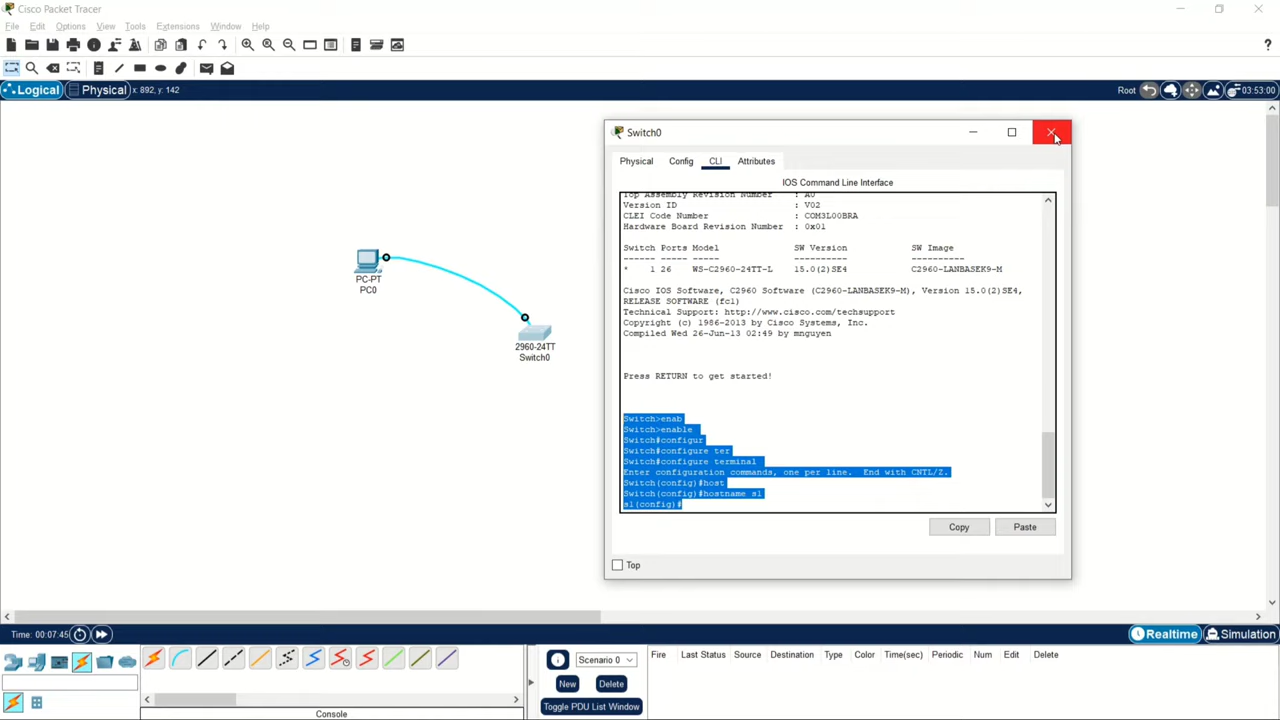 Cisco Packet Tracer
File Edit Options View Tools Extensions Window Help
?
Logical Physical x: 892, y: 142 Root 03:53:00
PC-PT
PC0
2960-24TT
Switch0
Switch0
Physical Config CLI Attributes
IOS Command Line Interface
Top Assembly Revision Number : A0
Version ID : V02
CLEI Code Number : COM3L00BRA
Hardware Board Revision Number : 0x01
Switch Ports Model SW Version SW Image
------ ----- ----- ---------- ----------
* 1 26 WS-C2960-24TT-L 15.0(2)SE4 C2960-LANBASEK9-M
Cisco IOS Software, C2960 Software (C2960-LANBASEK9-M), Version 15.0(2)SE4,
RELEASE SOFTWARE (fc1)
Technical Support: http://www.cisco.com/techsupport
Copyright (c) 1986-2013 by Cisco Systems, Inc.
Compiled Wed 26-Jun-13 02:49 by mnguyen
Press RETURN to get started!
Switch>enab
Switch>enable
Switch#configur
Switch#configure ter
Switch#configure terminal
Enter configuration commands, one per line. End with CNTL/Z.
Switch(config)#host
Switch(config)#hostname s1
s1(config)#
Copy Paste
Top
Time: 00:07:45 Realtime Simulation
Scenario 0
New Delete
Toggle PDU List Window
Fire Last Status Source Destination Type Color Time(sec) Periodic Num Edit Delete
Console